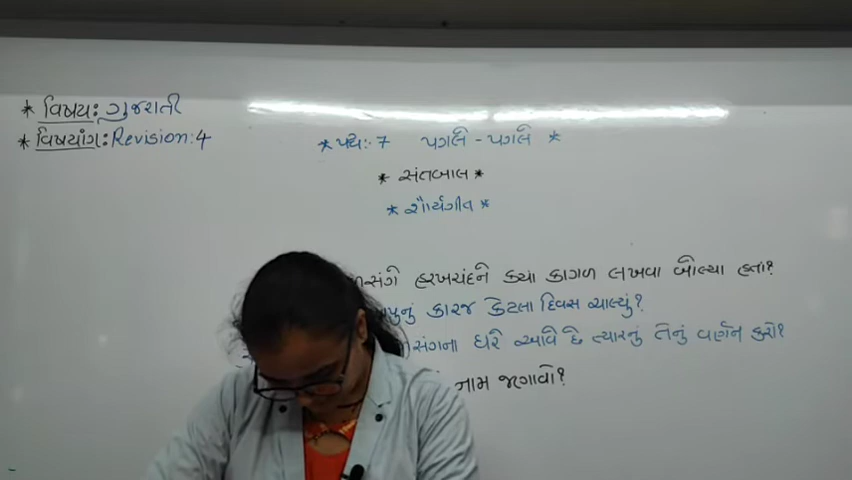 * વિષય: ગુજરાતી
* વિષયાંગ: Revision:4
* પદ્ય:- 7 પગલે - પગલે *
* સંતબાલ *
* શૌર્યગીત *
હરખચંદને કયા કાગળ લખવા બોલ્યા હતા?
કારજ કેટલા દિવસ ચાલ્યું?
ઘરે આવે છે ત્યારનું તેનું વર્ણન કરો?
નામ જણાવો?